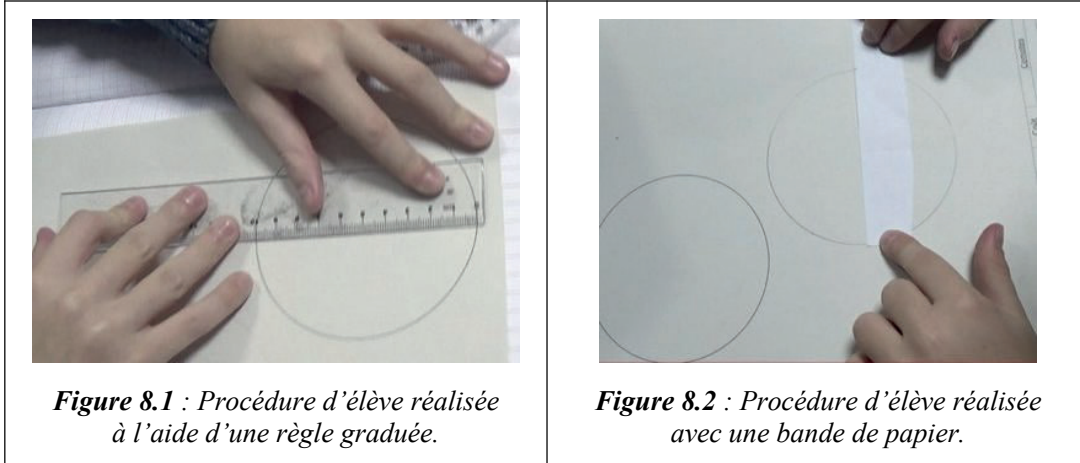 Figure 8.1 : Procédure d’élève réalisée
à l’aide d’une règle graduée.
Figure 8.2 : Procédure d’élève réalisée
avec une bande de papier.